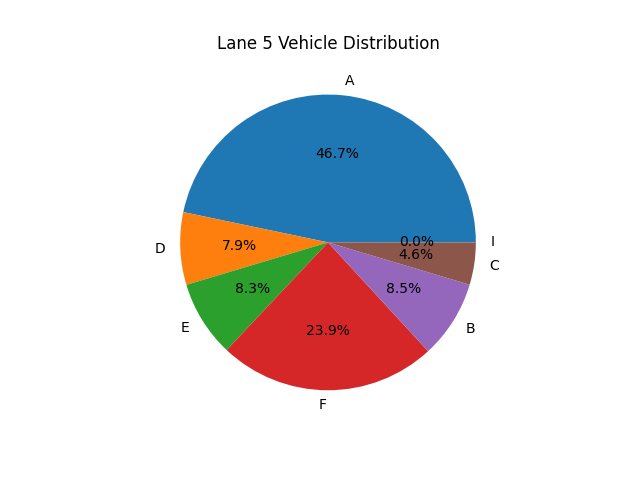 Lane 5 Vehicle Distribution
A
46.7%
D
7.9%
E
8.3%
F
23.9%
B
8.5%
C
4.6%
I
0.0%